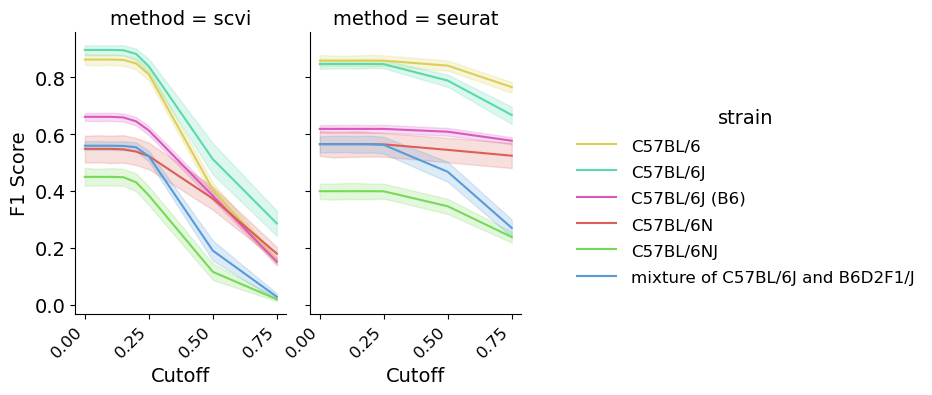 method = scvi
method = seurat
0.8
0.6
0.4
0.2
0.0
F1 Score
0.00
0.25
0.50
0.75
0.00
0.25
0.50
0.75
Cutoff
Cutoff
strain
C57BL/6
C57BL/6J
C57BL/6J (B6)
C57BL/6N
C57BL/6NJ
mixture of C57BL/6J and B6D2F1/J